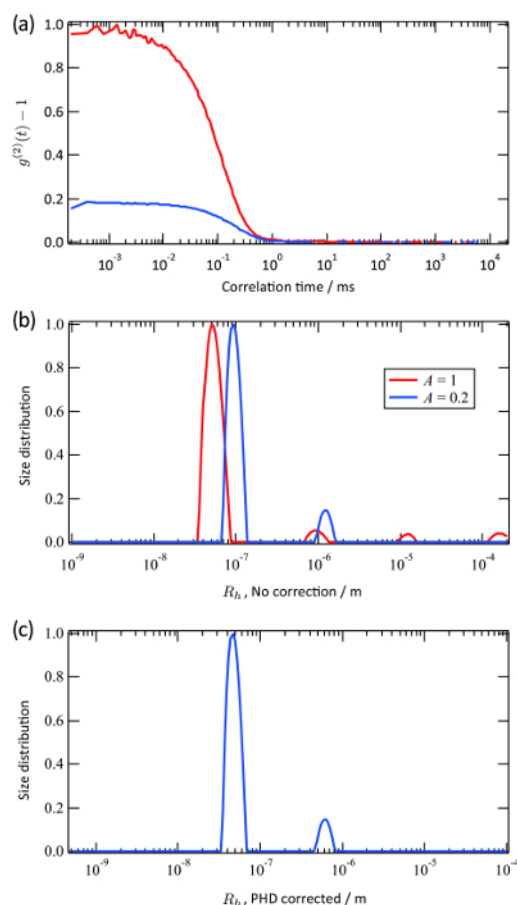 (a)
1.0
0.8
0.6
0.4
0.2
0.0
g⁽²⁾(t) − 1
10⁻³ 10⁻² 10⁻¹ 10⁰ 10¹ 10² 10³ 10⁴
Correlation time / ms
(b)
1.0
0.8
0.6
0.4
0.2
0.0
Size distribution
A = 1
A = 0.2
10⁻⁹ 10⁻⁸ 10⁻⁷ 10⁻⁶ 10⁻⁵ 10⁻⁴
Rₕ, No correction / m
(c)
1.0
0.8
0.6
0.4
0.2
0.0
Size distribution
10⁻⁹ 10⁻⁸ 10⁻⁷ 10⁻⁶ 10⁻⁵ 10⁻⁴
Rₕ, PHD corrected / m